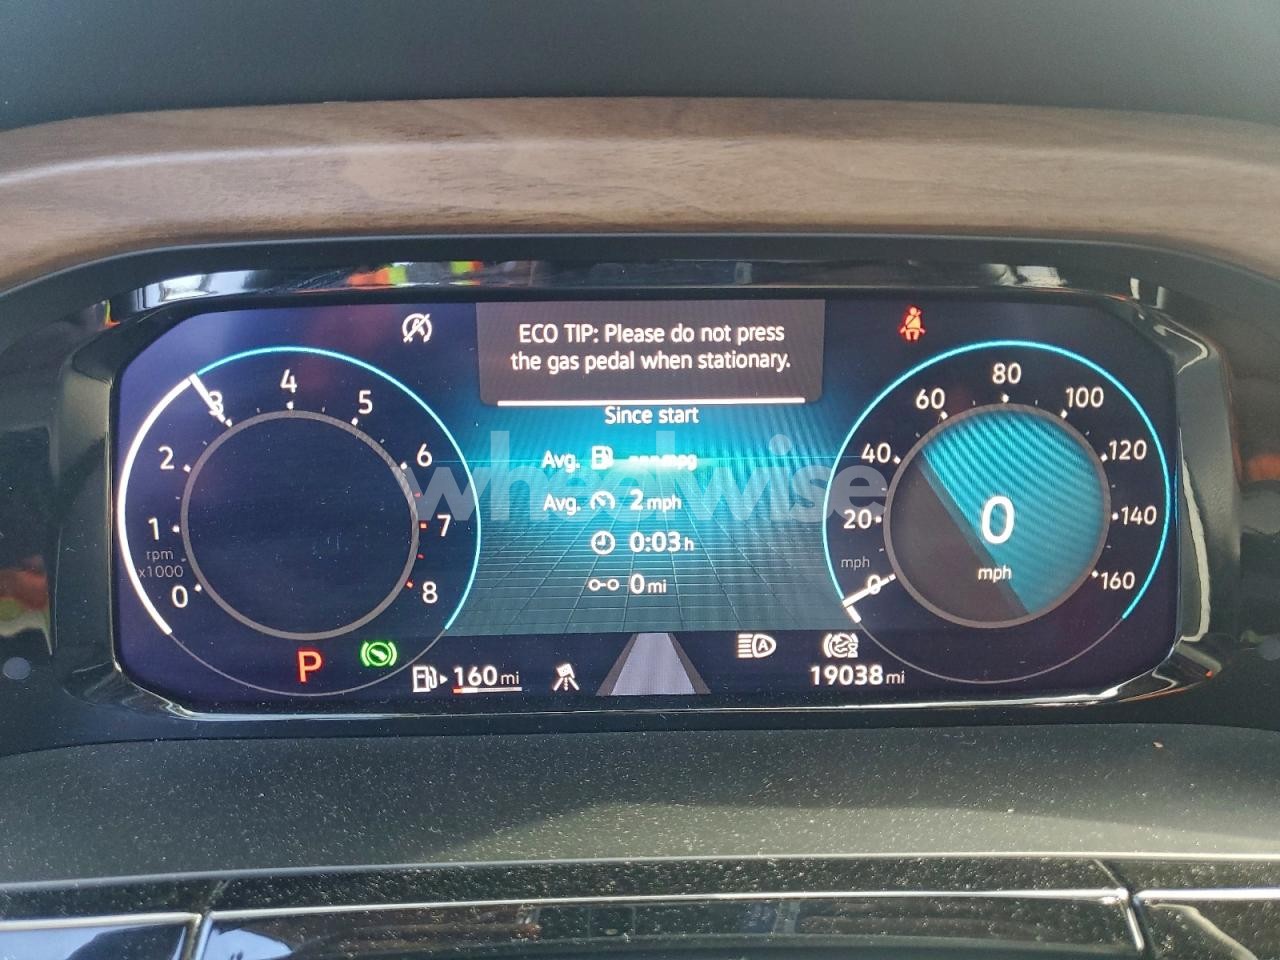 ECO TIP: Please do not press
the gas pedal when stationary.
Since start
Avg. mpg
Avg. 2 mph
0:03 h
0 mi
wheelwise
0 1 2 3 4 5 6 7 8
rpm
x1000
0 20 40 60 80 100 120 140 160
mph
0
mph
P
160 mi
A
19038 mi